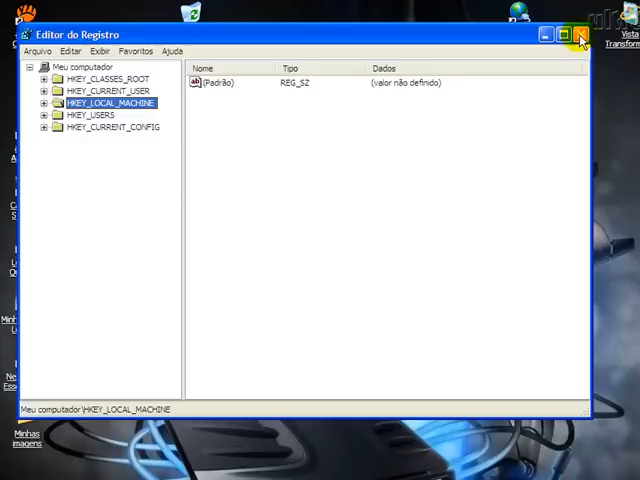 Editor do Registro
Arquivo Editar Exibir Favoritos Ajuda
Meu computador
HKEY_CLASSES_ROOT
HKEY_CURRENT_USER
HKEY_LOCAL_MACHINE
HKEY_USERS
HKEY_CURRENT_CONFIG
Nome Tipo Dados
ab (Padrão) REG_SZ (valor não definido)
Meu computador\HKEY_LOCAL_MACHINE
Vista
Transform
Minhas
imagens